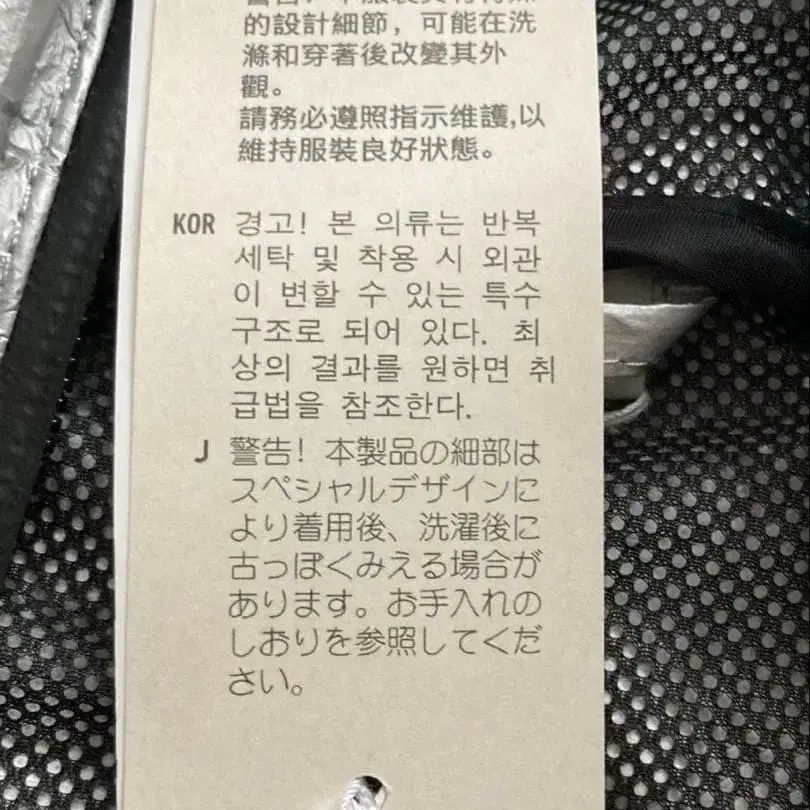 的設計細節，可能在洗
滌和穿著後改變其外
觀。
請務必遵照指示维護,以
維持服裝良好狀態。
KOR 경고! 본 의류는 반복
세탁 및 착용 시 외관
이 변할 수 있는 특수
구조로 되어 있다. 최
상의 결과를 원하면 취
급법을 참조한다.
J 警告! 本製品の細部は
スペシャルデザインに
より着用後、洗濯後に
古っぽくみえる場合が
あります。お手入れの
しおりを参照してくだ
さい。